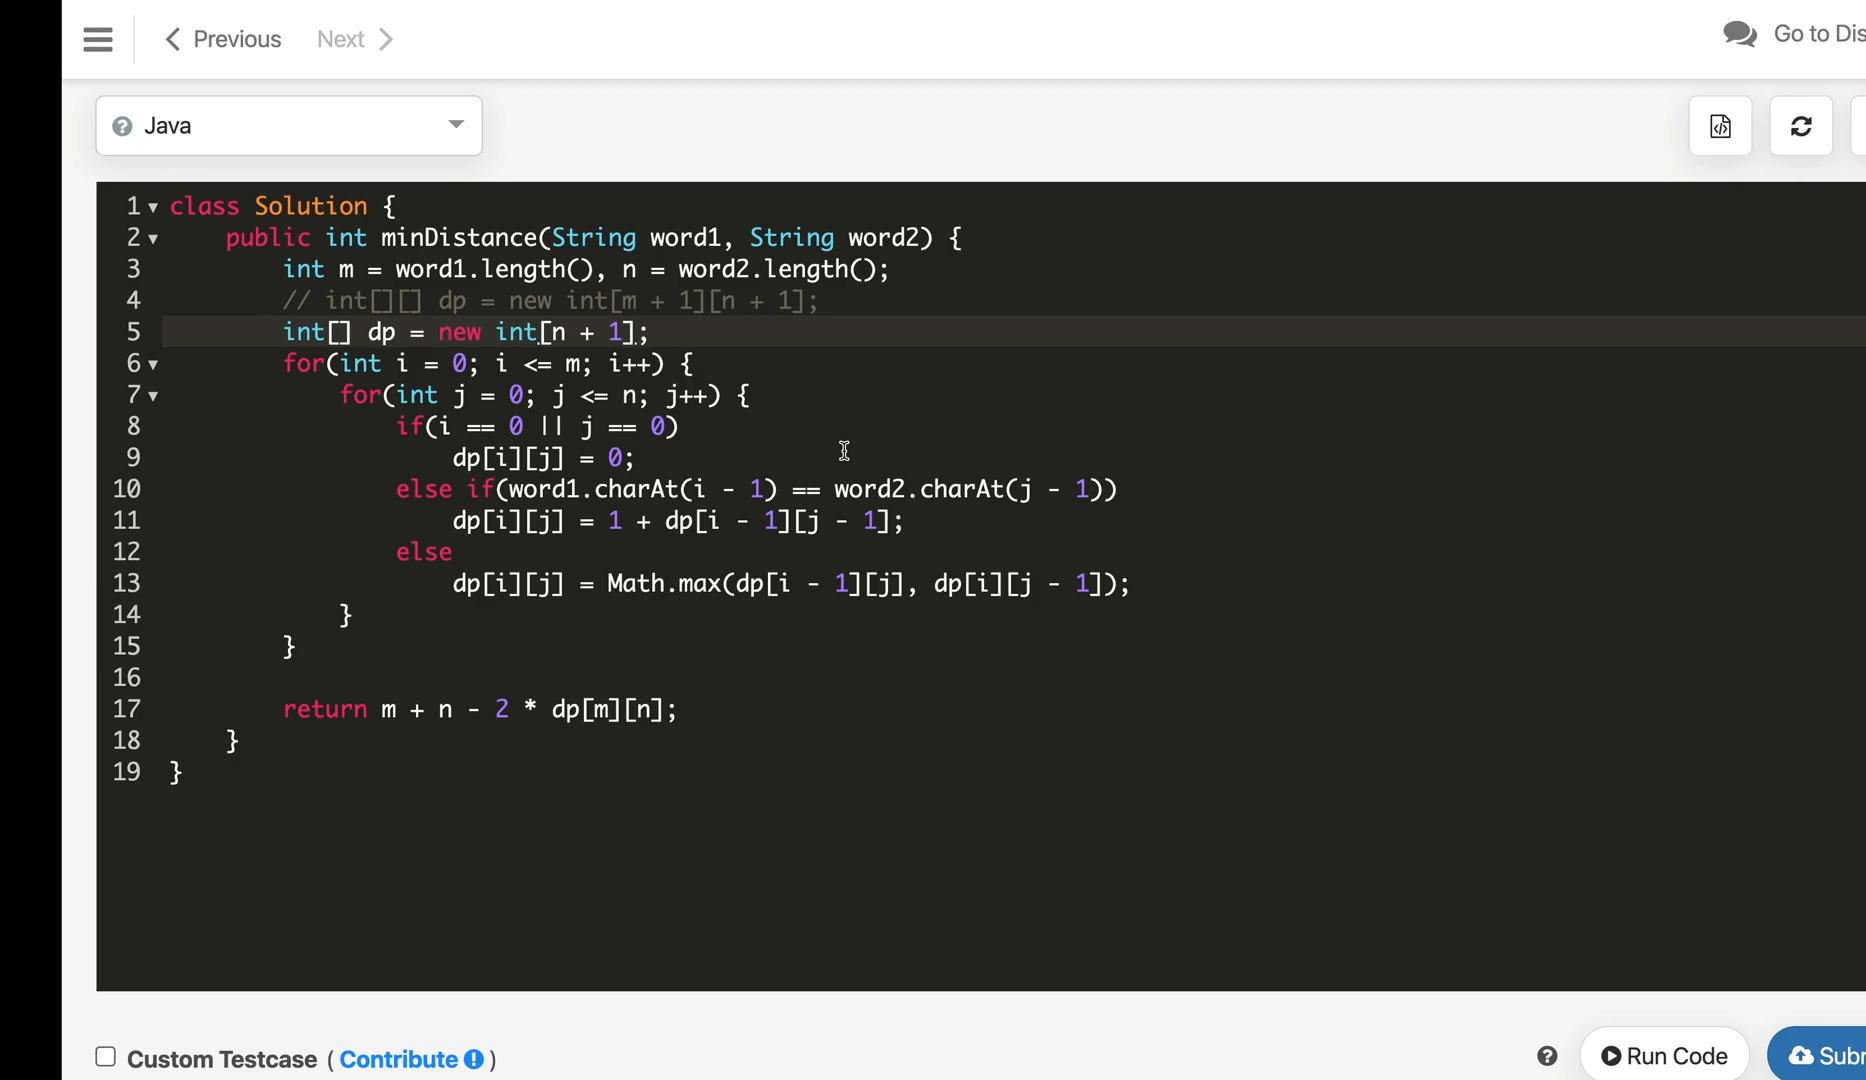 Previous Next Go to Dis
Java
1 class Solution {
2 public int minDistance(String word1, String word2) {
3 int m = word1.length(), n = word2.length();
4 // int[][] dp = new int[m + 1][n + 1];
5 int[] dp = new int[n + 1];
6 for(int i = 0; i <= m; i++) {
7 for(int j = 0; j <= n; j++) {
8 if(i == 0 || j == 0)
9 dp[i][j] = 0;
10 else if(word1.charAt(i - 1) == word2.charAt(j - 1))
11 dp[i][j] = 1 + dp[i - 1][j - 1];
12 else
13 dp[i][j] = Math.max(dp[i - 1][j], dp[i][j - 1]);
14 }
15 }
16
17 return m + n - 2 * dp[m][n];
18 }
19 }
Custom Testcase ( Contribute ) Run Code Subr